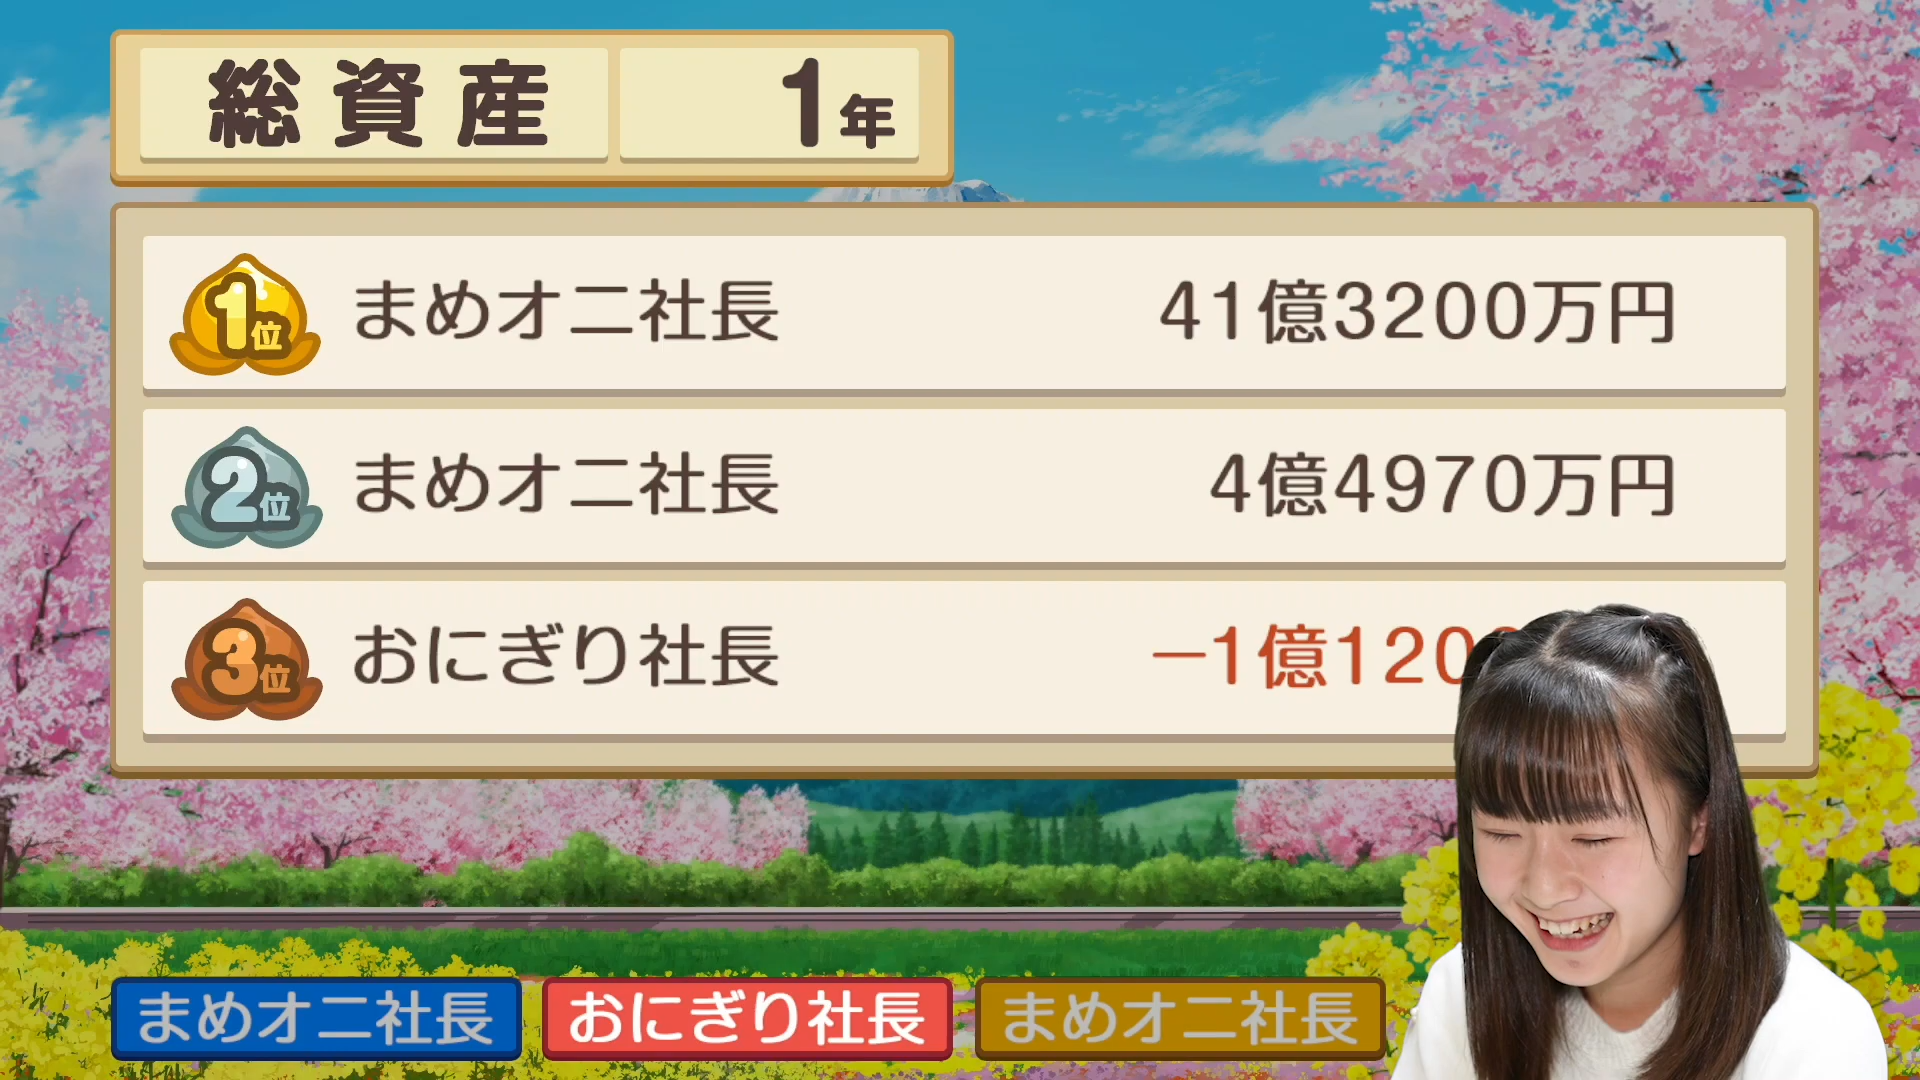 総資産 1年
1位 まめオニ社長 41億3200万円
2位 まめオニ社長 4億4970万円
3位 おにぎり社長 −1億120
まめオニ社長 おにぎり社長 まめオニ社長